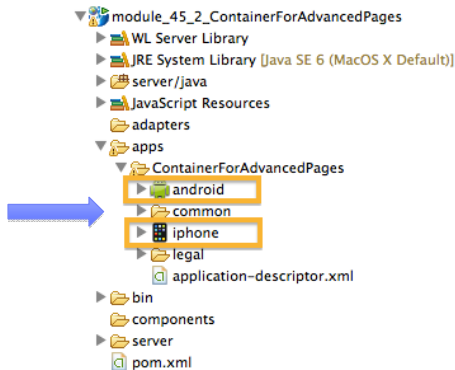 module_45_2_ContainerForAdvancedPages
WL Server Library
JRE System Library [Java SE 6 (MacOS X Default)]
server/java
JavaScript Resources
adapters
apps
ContainerForAdvancedPages
android
common
iphone
legal
application-descriptor.xml
bin
components
server
pom.xml